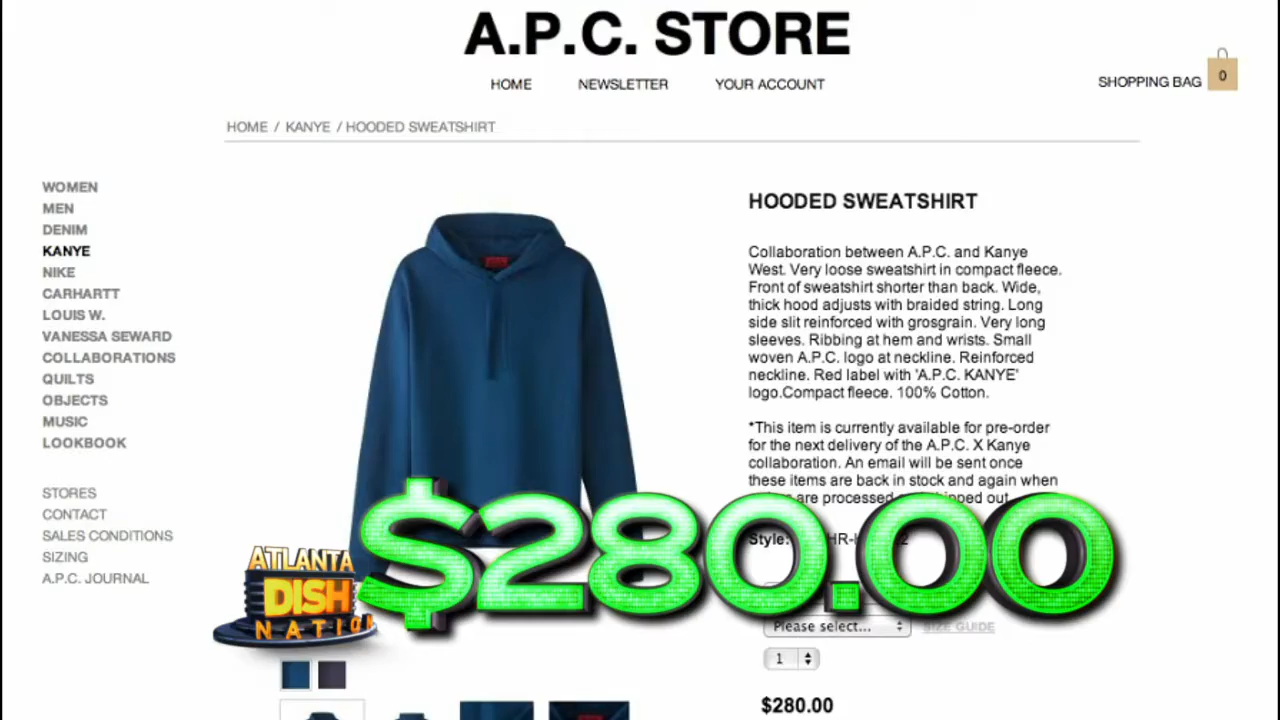 A.P.C. STORE
HOME NEWSLETTER YOUR ACCOUNT
SHOPPING BAG 0
HOME / KANYE / HOODED SWEATSHIRT
WOMEN
MEN
DENIM
KANYE
NIKE
CARHARTT
LOUIS W.
VANESSA SEWARD
COLLABORATIONS
QUILTS
OBJECTS
MUSIC
LOOKBOOK
STORES
CONTACT
SALES CONDITIONS
SIZING
A.P.C. JOURNAL
HOODED SWEATSHIRT
Collaboration between A.P.C. and Kanye
West. Very loose sweatshirt in compact fleece.
Front of sweatshirt shorter than back. Wide,
thick hood adjusts with braided string. Long
side slit reinforced with grosgrain. Very long
sleeves. Ribbing at hem and wrists. Small
woven A.P.C. logo at neckline. Reinforced
neckline. Red label with 'A.P.C. KANYE'
logo.Compact fleece. 100% Cotton.
*This item is currently available for pre-order
for the next delivery of the A.P.C. X Kanye
collaboration. An email will be sent once
these items are back in stock and again when
are processed out
Style:
$280.00
ATLANTA
DISH
NATION
Please select... SIZE GUIDE
1
$280.00